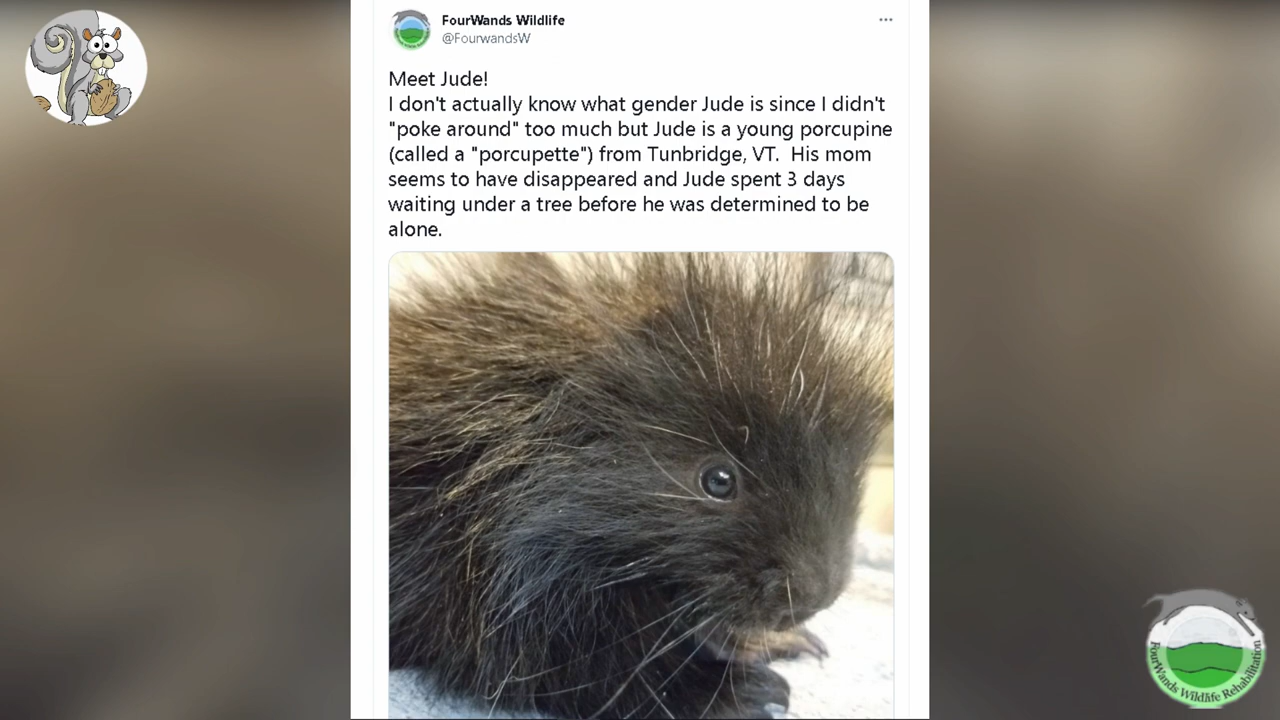 FourWands Wildlife
@FourwandsW
Meet Jude!
I don't actually know what gender Jude is since I didn't
"poke around" too much but Jude is a young porcupine
(called a "porcupette") from Tunbridge, VT.  His mom
seems to have disappeared and Jude spent 3 days
waiting under a tree before he was determined to be
alone.
FourWands Wildlife Rehabilitation